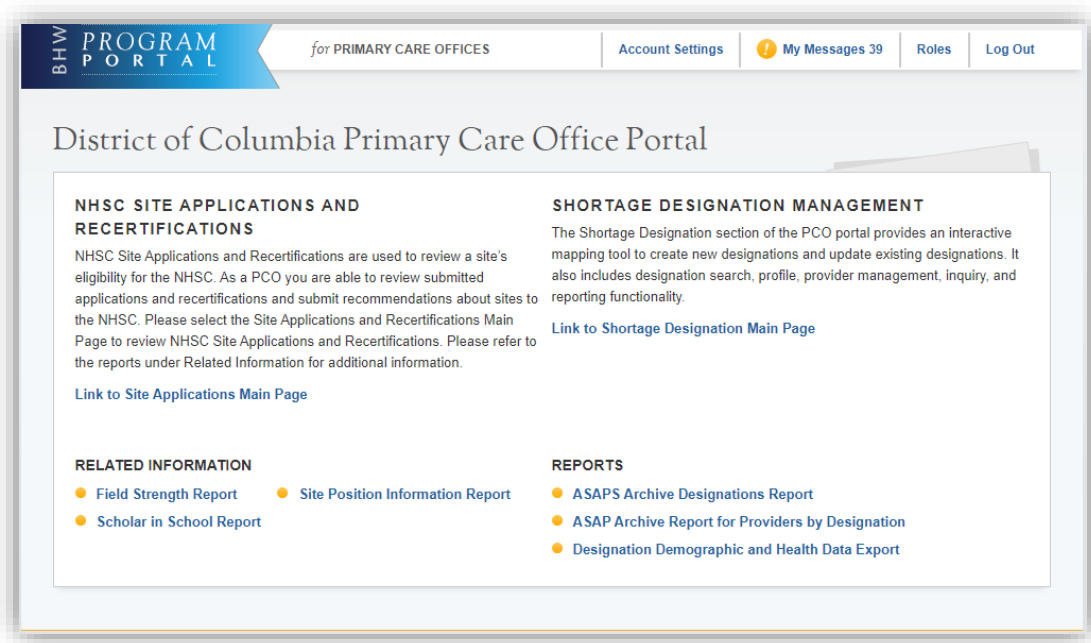 BHW
PROGRAM
PORTAL
for PRIMARY CARE OFFICES
Account Settings
! My Messages 39
Roles
Log Out
District of Columbia Primary Care Office Portal
NHSC SITE APPLICATIONS AND
RECERTIFICATIONS
NHSC Site Applications and Recertifications are used to review a site's
eligibility for the NHSC. As a PCO you are able to review submitted
applications and recertifications and submit recommendations about sites to
the NHSC. Please select the Site Applications and Recertifications Main
Page to review NHSC Site Applications and Recertifications. Please refer to
the reports under Related Information for additional information.
Link to Site Applications Main Page
SHORTAGE DESIGNATION MANAGEMENT
The Shortage Designation section of the PCO portal provides an interactive
mapping tool to create new designations and update existing designations. It
also includes designation search, profile, provider management, inquiry, and
reporting functionality.
Link to Shortage Designation Main Page
RELATED INFORMATION
Field Strength Report
Site Position Information Report
Scholar in School Report
REPORTS
ASAPS Archive Designations Report
ASAP Archive Report for Providers by Designation
Designation Demographic and Health Data Export